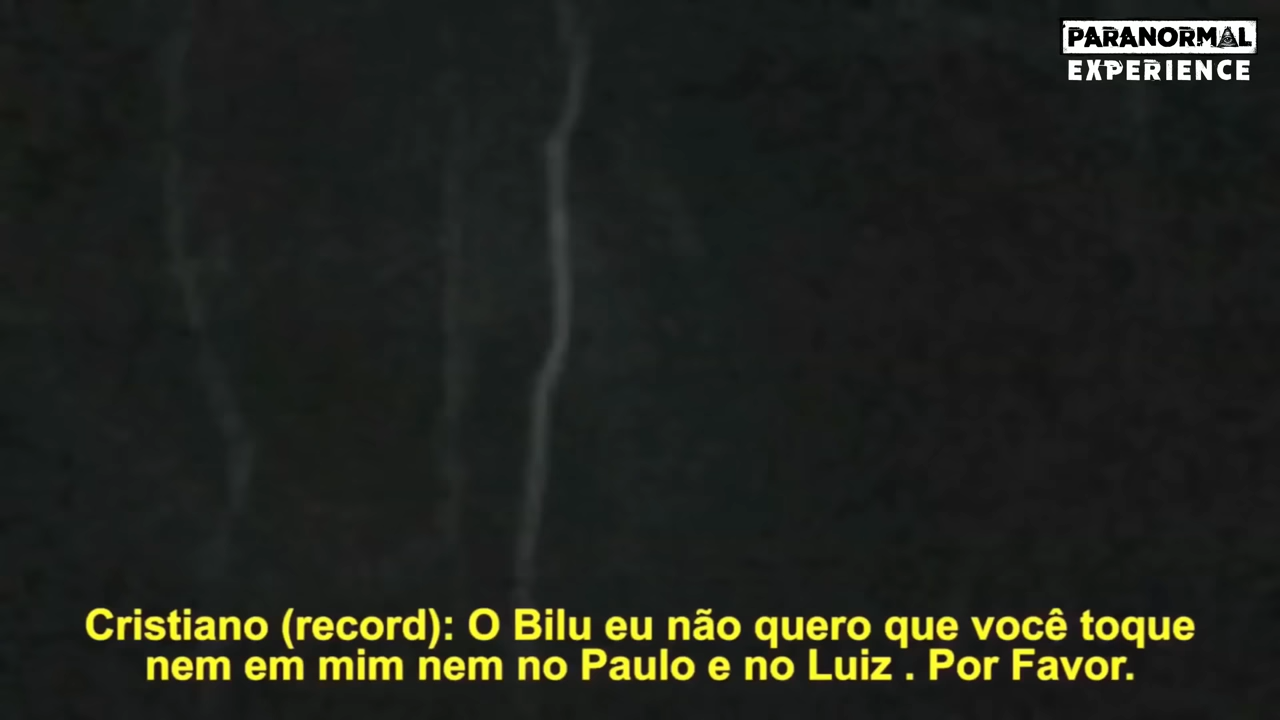 PARANORMAL
EXPERIENCE
Cristiano (record): O Bilu eu não quero que você toque
nem em mim nem no Paulo e no Luiz . Por Favor.